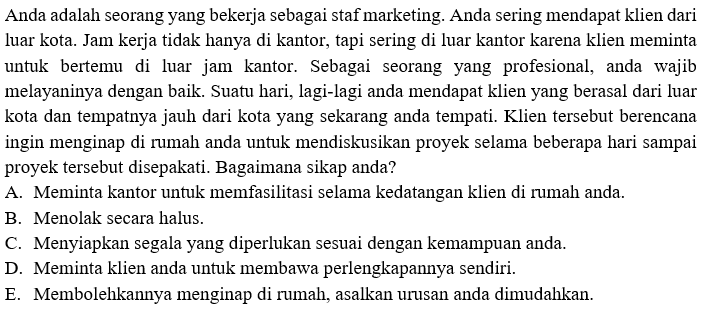 Anda adalah seorang yang bekerja sebagai staf marketing. Anda sering mendapat klien dari
luar kota. Jam kerja tidak hanya di kantor, tapi sering di luar kantor karena klien meminta
untuk bertemu di luar jam kantor. Sebagai seorang yang profesional, anda wajib
melayaninya dengan baik. Suatu hari, lagi-lagi anda mendapat klien yang berasal dari luar
kota dan tempatnya jauh dari kota yang sekarang anda tempati. Klien tersebut berencana
ingin menginap di rumah anda untuk mendiskusikan proyek selama beberapa hari sampai
proyek tersebut disepakati. Bagaimana sikap anda?
A. Meminta kantor untuk memfasilitasi selama kedatangan klien di rumah anda.
B. Menolak secara halus.
C. Menyiapkan segala yang diperlukan sesuai dengan kemampuan anda.
D. Meminta klien anda untuk membawa perlengkapannya sendiri.
E. Membolehkannya menginap di rumah, asalkan urusan anda dimudahkan.